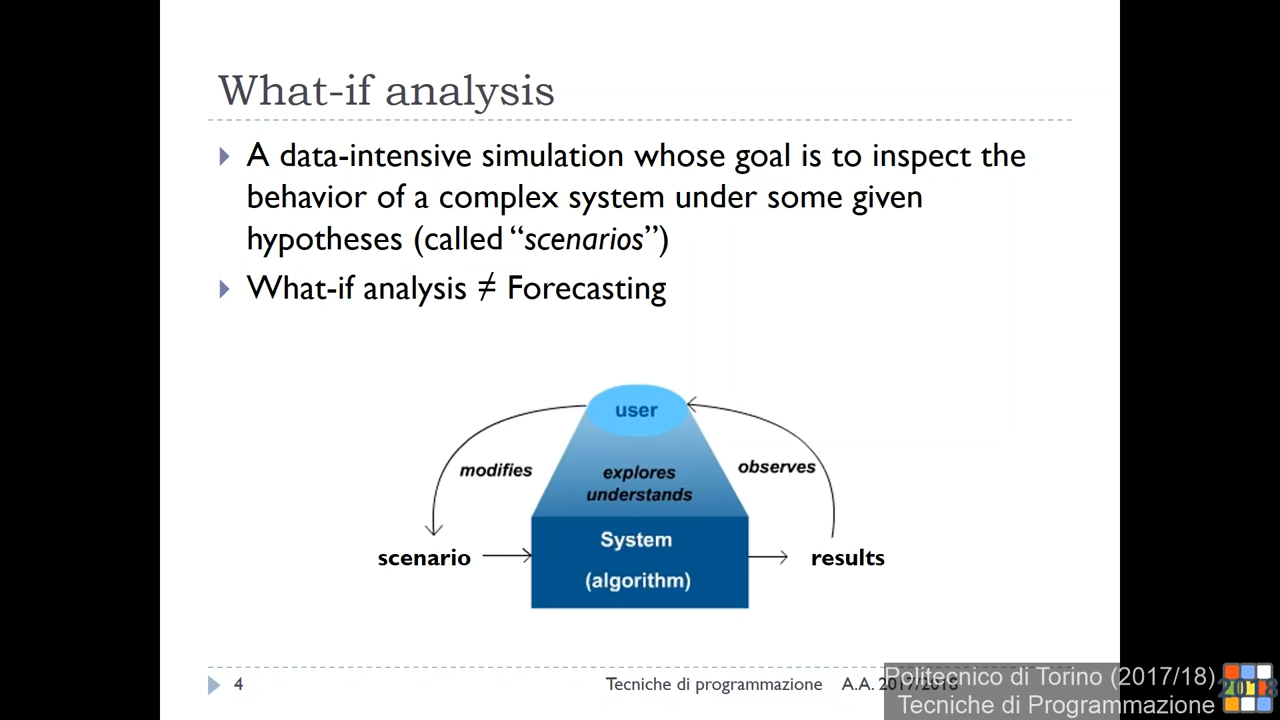 What-if analysis
A data-intensive simulation whose goal is to inspect the
behavior of a complex system under some given
hypotheses (called “scenarios”)
What-if analysis ≠ Forecasting
user
modifies
explores
understands
observes
scenario
System
(algorithm)
results
4
Tecniche di programmazione A.A. 2017/2018
Politecnico di Torino (2017/18)
Tecniche di Programmazione
2018